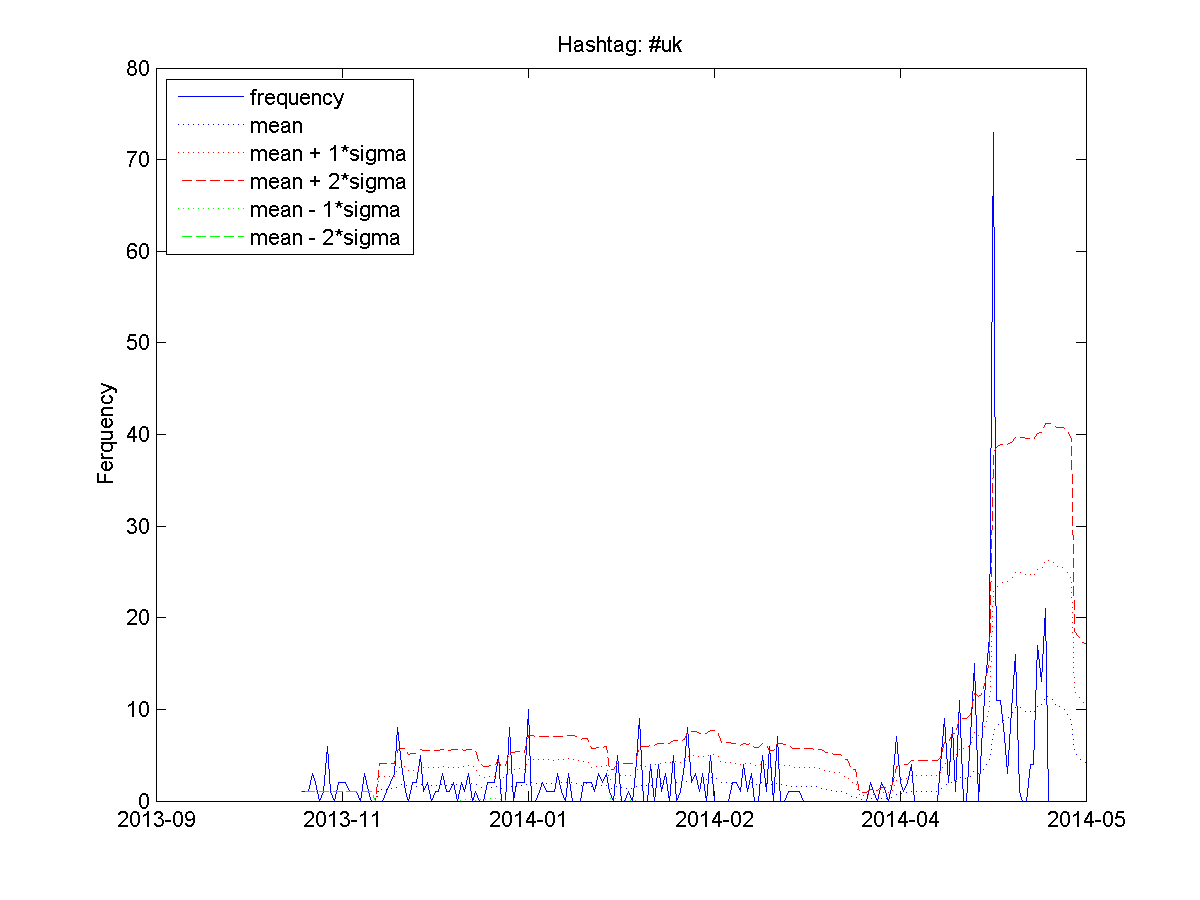 Hashtag: #uk
80
70
60
50
40
30
20
10
0
Ferquency
frequency
mean
mean + 1*sigma
mean + 2*sigma
mean - 1*sigma
mean - 2*sigma
2013-09 2013-11 2014-01 2014-02 2014-04 2014-05